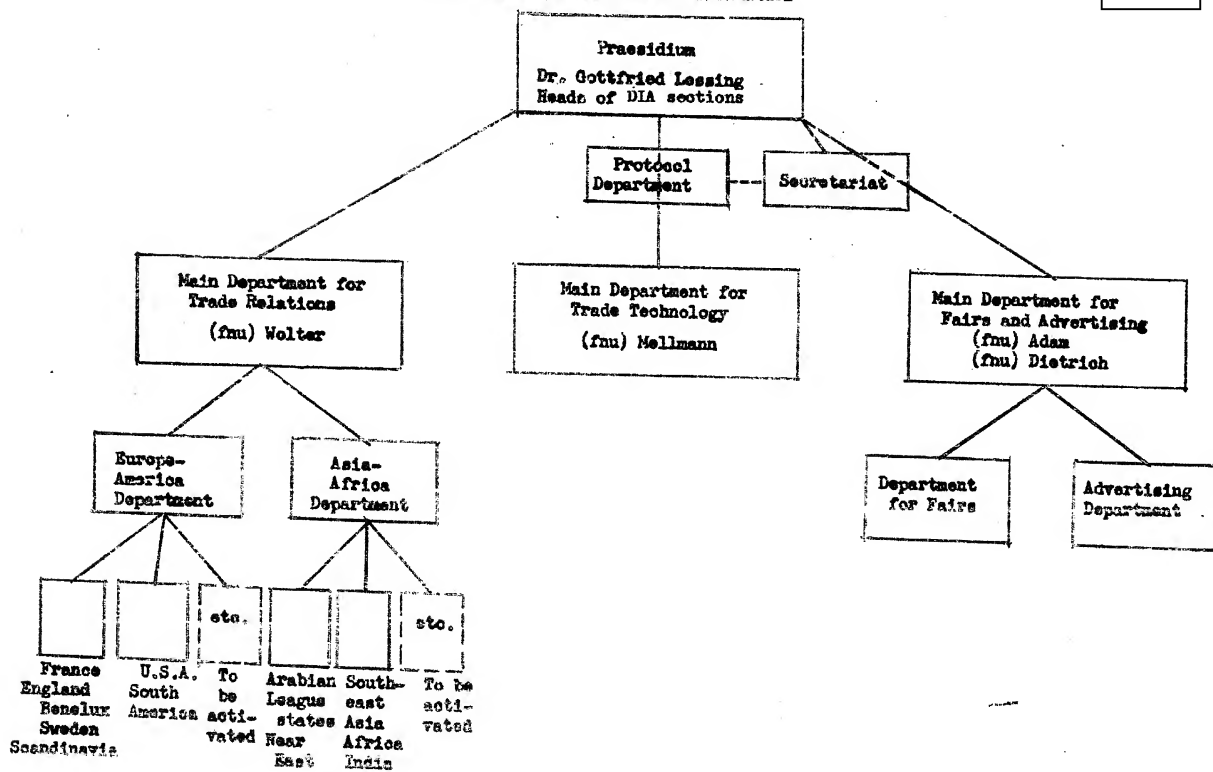 Praesidium
Dr. Gottfried Lessing
Heads of DIA sections
Protocol
Department
Secretariat
Main Department for
Trade Relations
(fnu) Wolter
Main Department for
Trade Technology
(fnu) Mellmann
Main Department for
Fairs and Advertising
(fnu) Adam
(fnu) Dietrich
Europe-
America
Department
Asia-
Africa
Department
Department
for Fairs
Advertising
Department
etc.
etc.
France
England
Benelux
Sweden
Scandinavia
U.S.A.
South
America
To
be
acti-
vated
Arabian
League
states
Near
East
South-
east
Asia
Africa
India
To be
acti-
vated